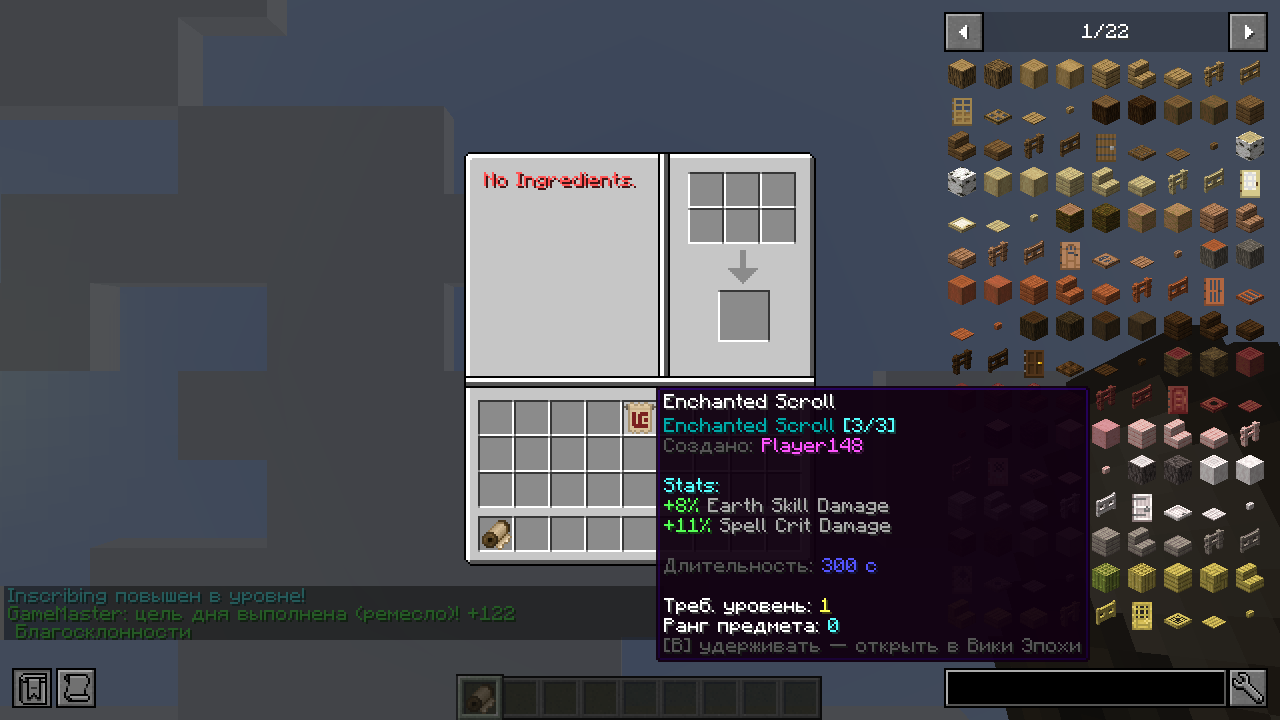 1/22
No Ingredients.
Enchanted Scroll
Enchanted Scroll [3/3]
Создано: Player148
Stats:
+8% Earth Skill Damage
+11% Spell Crit Damage
Длительность: 300 с
Треб. уровень: 1
Ранг предмета: 0
[B] удерживать — открыть в Вики Эпохи
Inscribing повышен в уровне!
GameMaster: цель дня выполнена (ремесло)! +122
Благосклонности